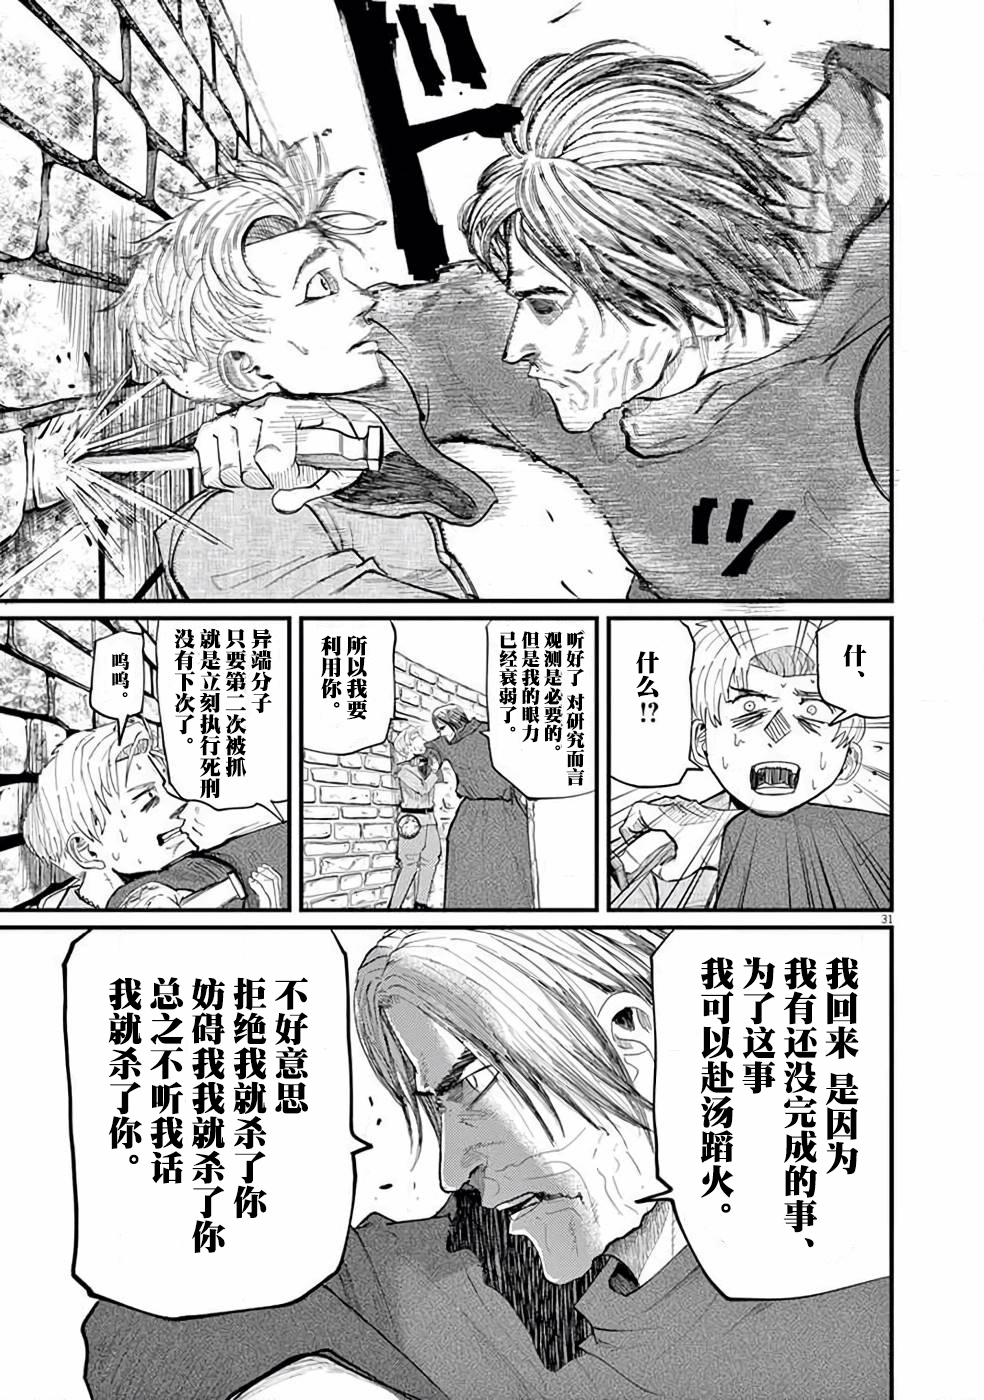 ドッ
什、
什么!?
听好了 对研究而言
观测是必要的。
但是我的眼力
已经衰弱了。
所以我要
利用你。
异端分子
只要第二次被抓
就是立刻执行死刑
没有下次了。
呜
呜。
31
我回来 是因为
我有还没完成的事、
为了这事
我可以赴汤蹈火。
不好意思
拒绝我就杀了你
妨碍我我就杀了你
总之不听我话
我就杀了你。